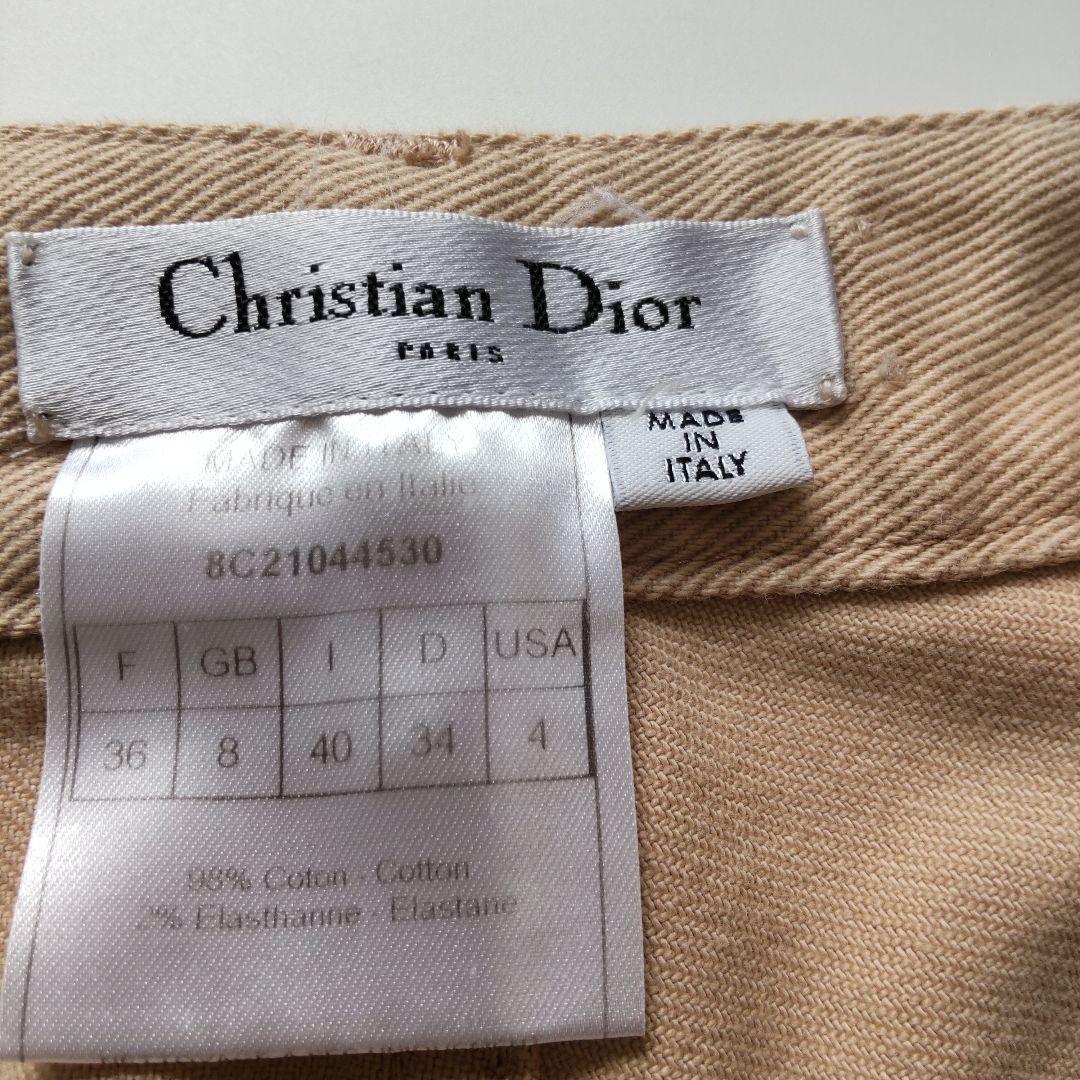 Christian Dior
PARIS
MADE
IN
ITALY
MADE IN ITALY
Fabriqué en Italie
8C21044530
F GB I D USA
36 8 40 34 4
98% Coton - Cotton
2% Elasthanne - Elastane